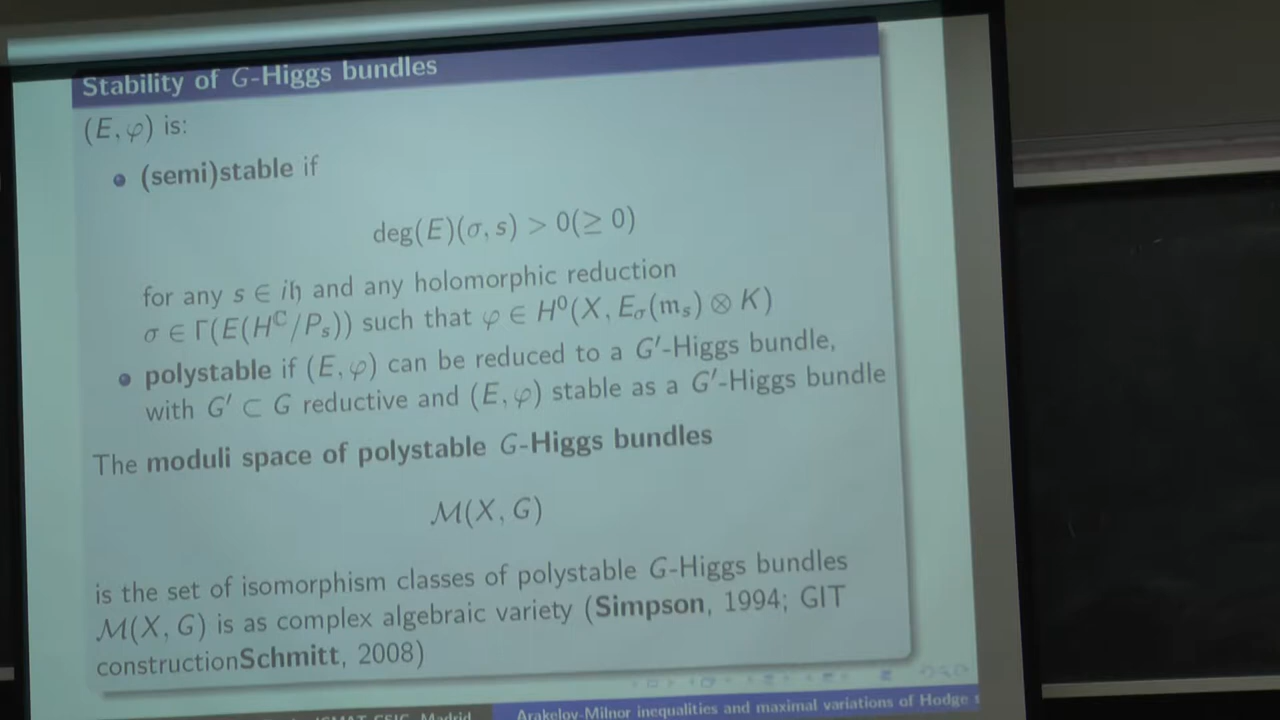 Stability of G-Higgs bundles
(E, φ) is:
(semi)stable if
deg(E)(σ, s) > 0(≥ 0)
for any s ∈ i𝔥 and any holomorphic reduction
σ ∈ Γ(E(H^ℂ/P_s)) such that φ ∈ H⁰(X, E_σ(𝔪_s) ⊗ K)
polystable if (E, φ) can be reduced to a G′-Higgs bundle,
with G′ ⊂ G reductive and (E, φ) stable as a G′-Higgs bundle
The moduli space of polystable G-Higgs bundles
ℳ(X, G)
is the set of isomorphism classes of polystable G-Higgs bundles
ℳ(X, G) is as complex algebraic variety (Simpson, 1994; GIT
constructionSchmitt, 2008)
Madrid
Arakelov-Milnor inequalities and maximal variations of Hodge s